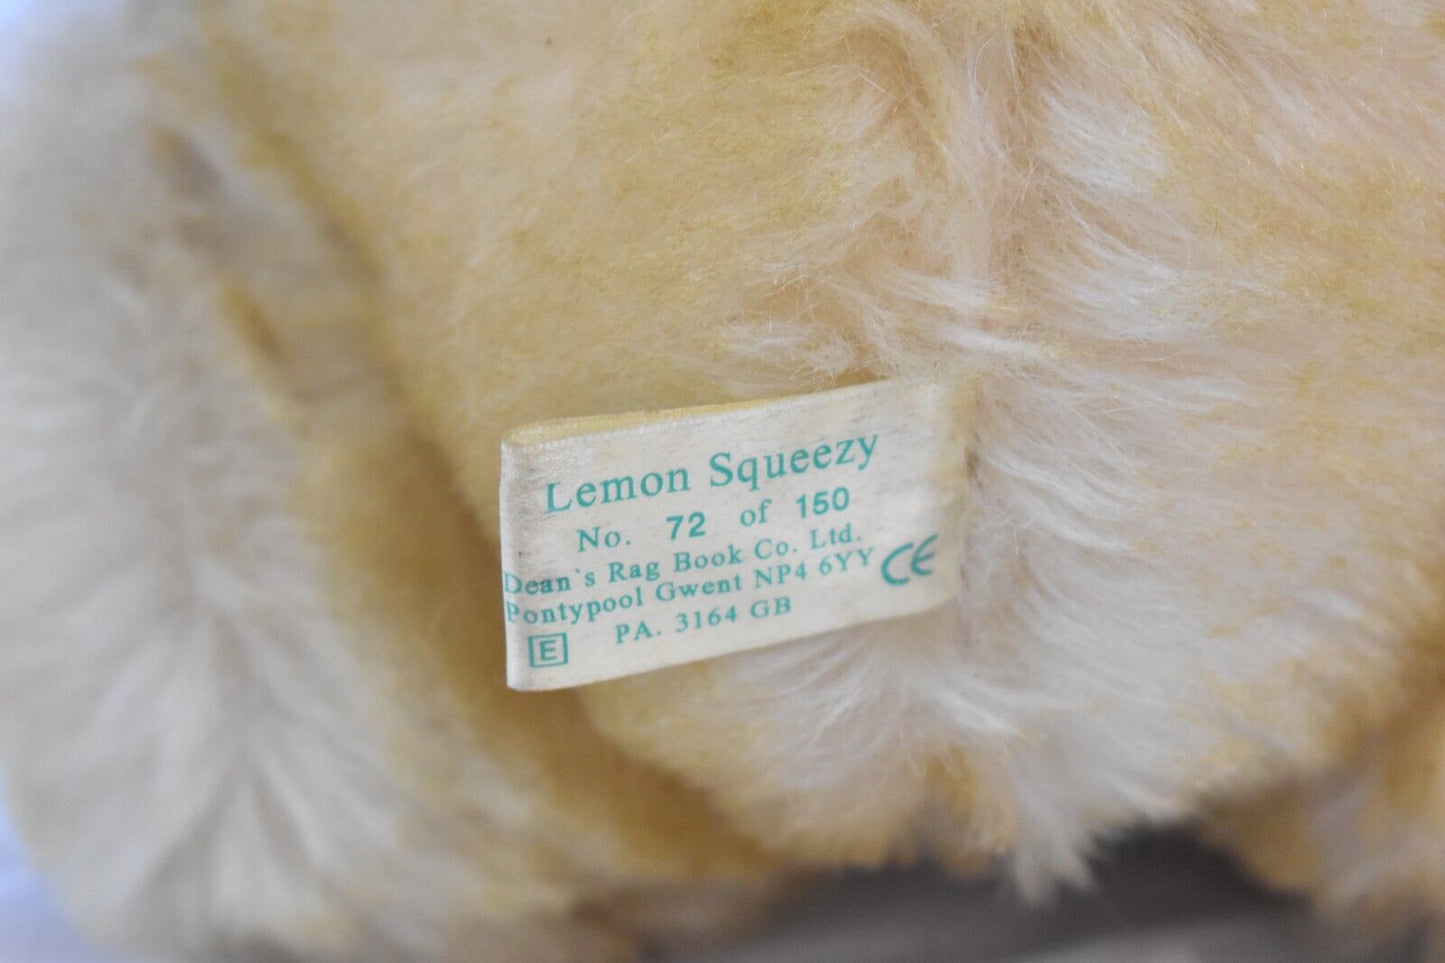 Lemon Squeezy
No. 72 of 150
Dean`s Rag Book Co. Ltd.
Pontypool Gwent NP4 6YY CE
E PA. 3164 GB